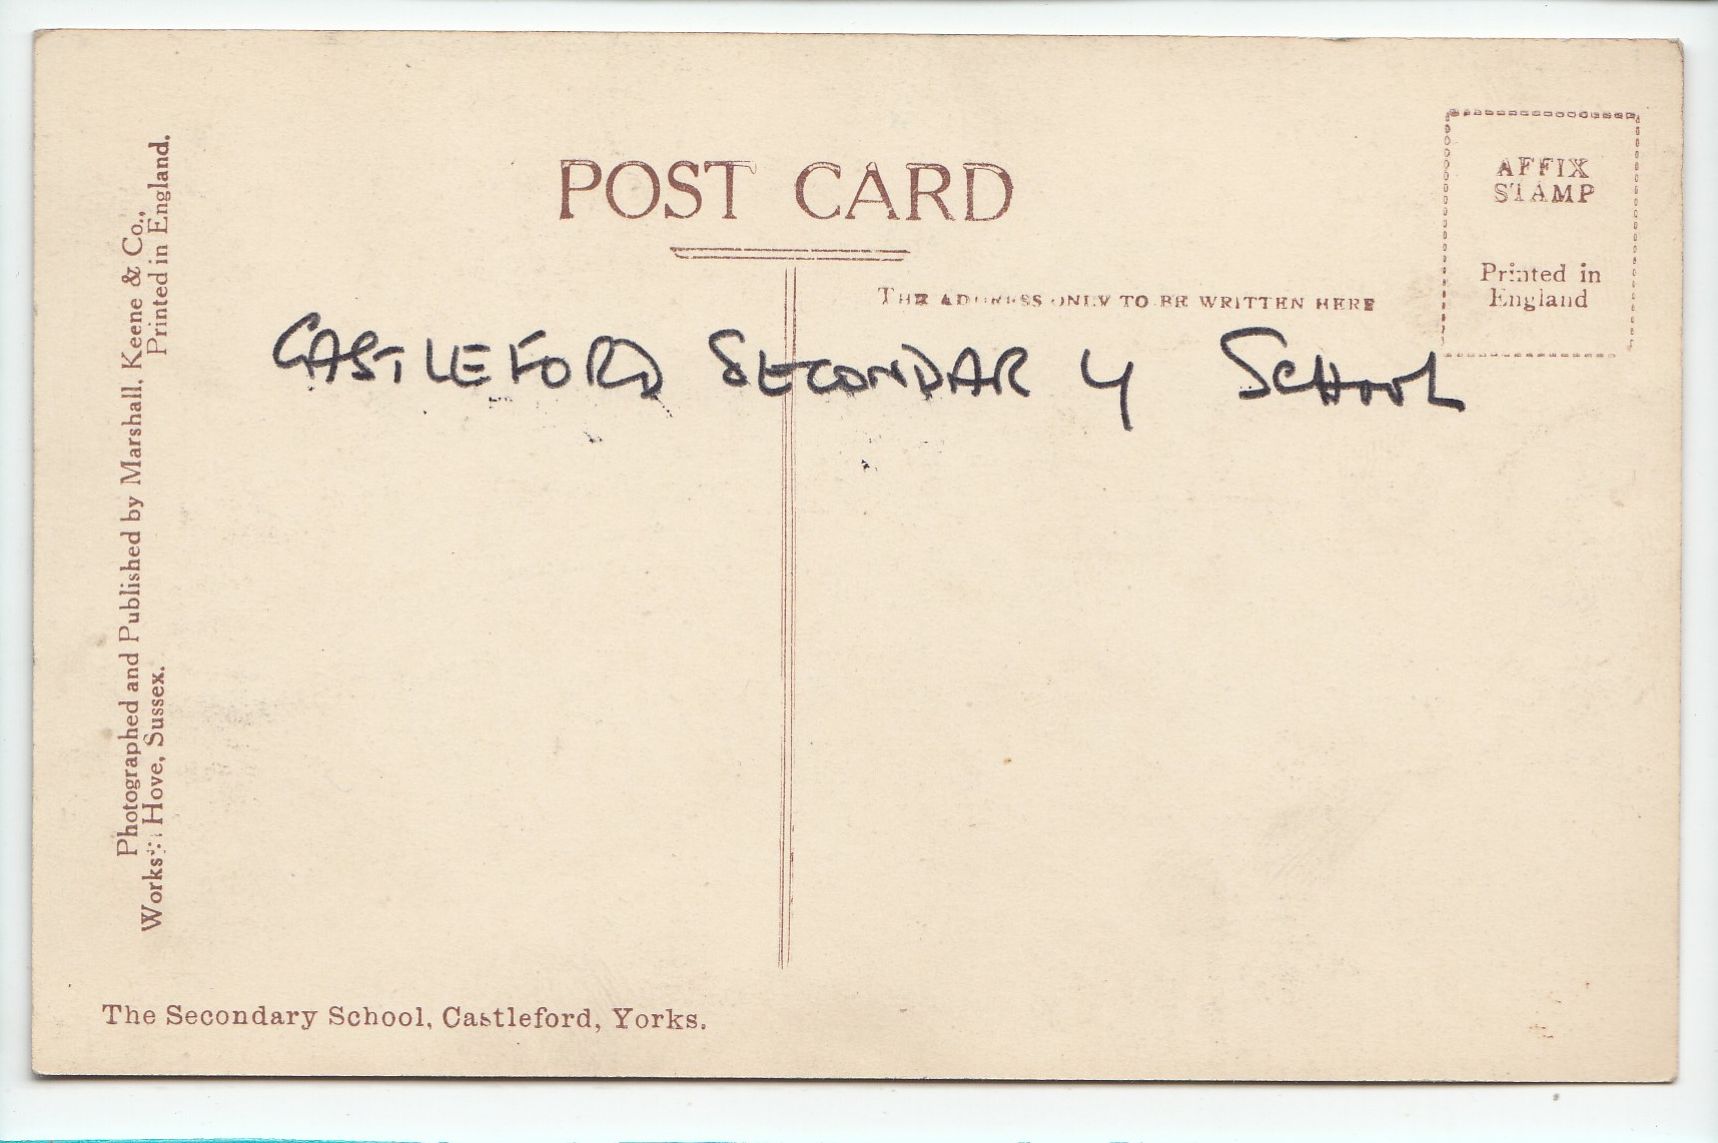 POST CARD
AFFIX
STAMP
Printed in
England
THE ADDRESS ONLY TO BE WRITTEN HERE
CASTLEFORD SECONDARY SCHOOL
Photographed and Published by Marshall, Keene & Co.,
Works: Hove, Sussex. Printed in England.
The Secondary School, Castleford, Yorks.